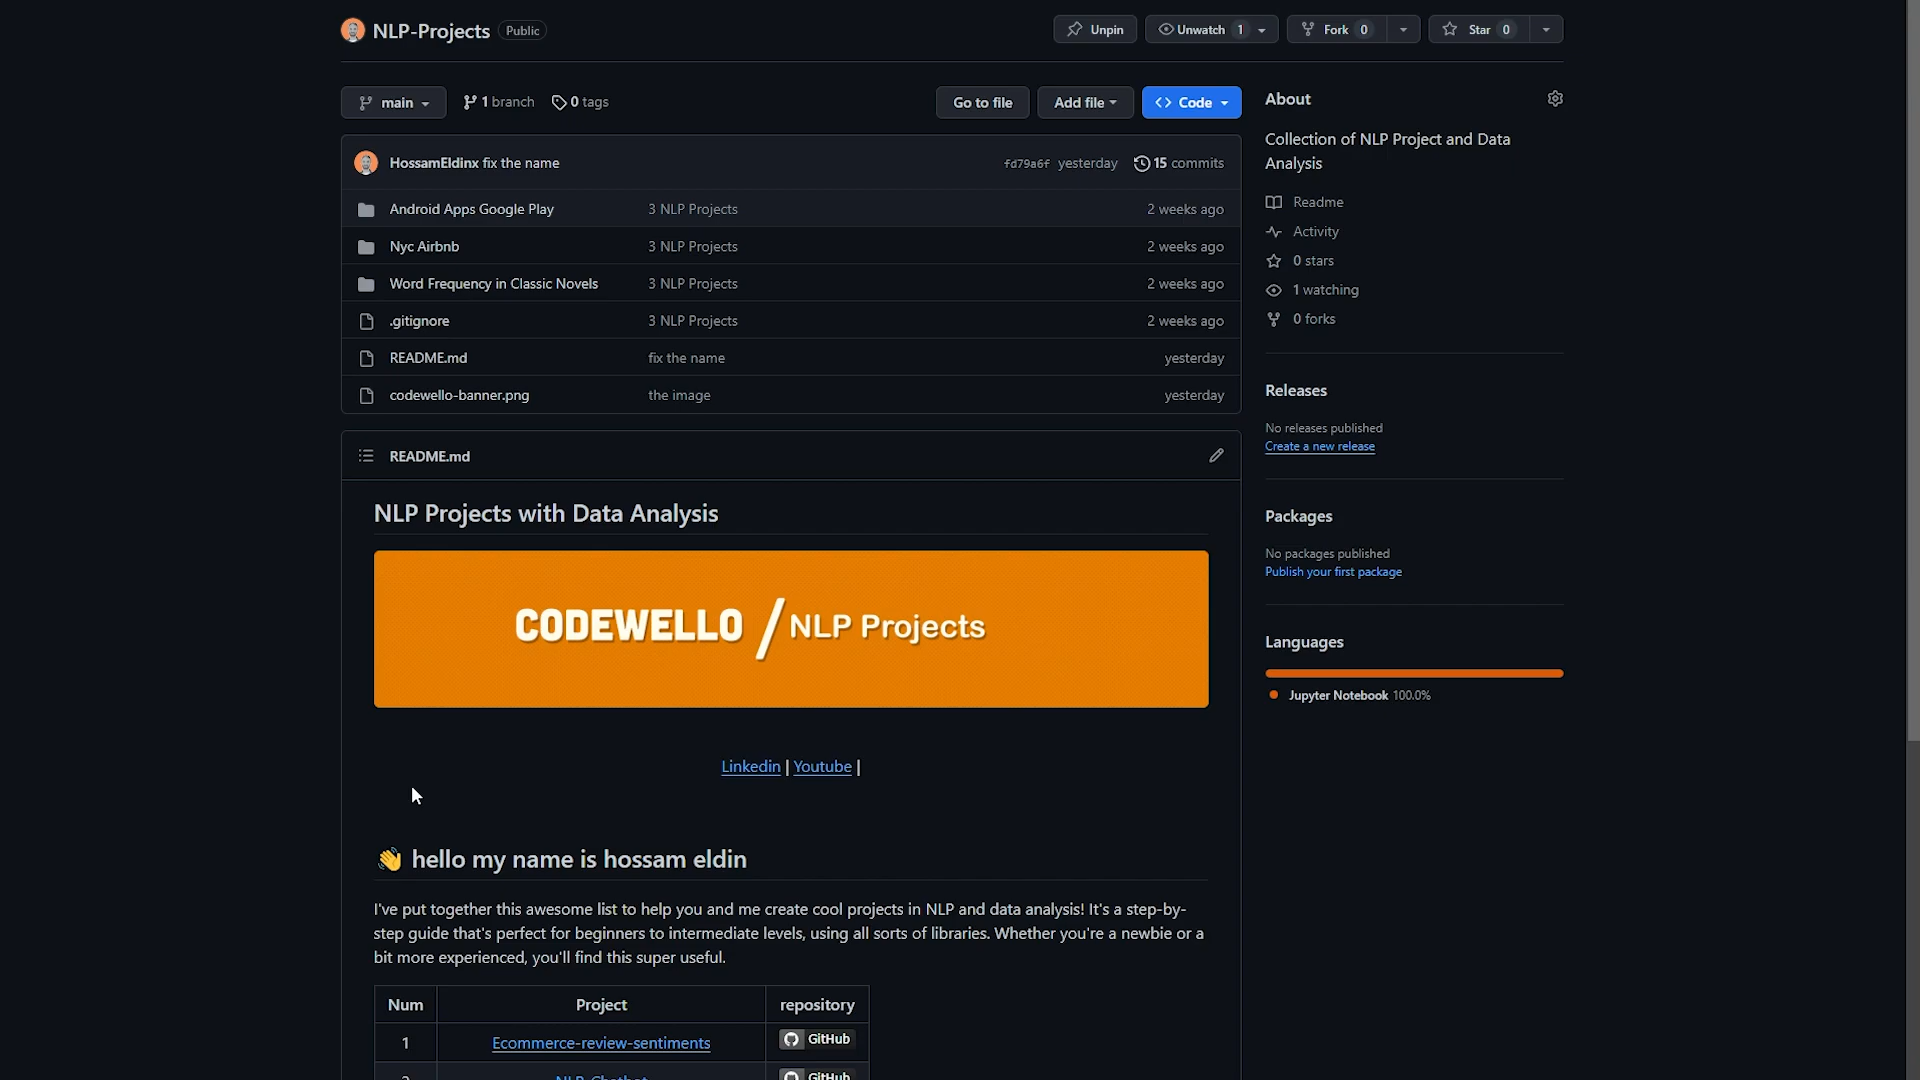 NLP-Projects Public
Unpin Unwatch 1 Fork 0 Star 0
main 1 branch 0 tags Go to file Add file <> Code
HossamEldinx fix the name fd79a6f yesterday 15 commits
Android Apps Google Play 3 NLP Projects 2 weeks ago
Nyc Airbnb 3 NLP Projects 2 weeks ago
Word Frequency in Classic Novels 3 NLP Projects 2 weeks ago
.gitignore 3 NLP Projects 2 weeks ago
README.md fix the name yesterday
codewello-banner.png the image yesterday
README.md
NLP Projects with Data Analysis
CODEWELLO / NLP Projects
Linkedin | Youtube |
👋 hello my name is hossam eldin
I've put together this awesome list to help you and me create cool projects in NLP and data analysis! It's a step-by-
step guide that's perfect for beginners to intermediate levels, using all sorts of libraries. Whether you're a newbie or a
bit more experienced, you'll find this super useful.
Num Project repository
1 Ecommerce-review-sentiments GitHub
2 NLP-Chatbot GitHub
About
Collection of NLP Project and Data
Analysis
Readme
Activity
0 stars
1 watching
0 forks
Releases
No releases published
Create a new release
Packages
No packages published
Publish your first package
Languages
Jupyter Notebook 100.0%